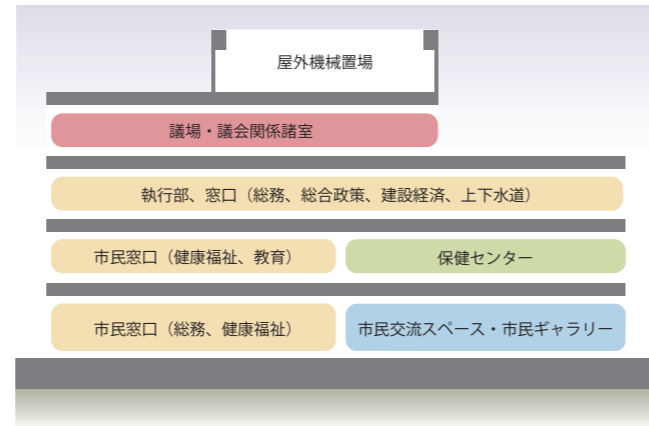 屋外機械置場
議場・議会関係諸室
執行部、窓口（総務、総合政策、建設経済、上下水道）
市民窓口（健康福祉、教育）
保健センター
市民窓口（総務、健康福祉）
市民交流スペース・市民ギャラリー